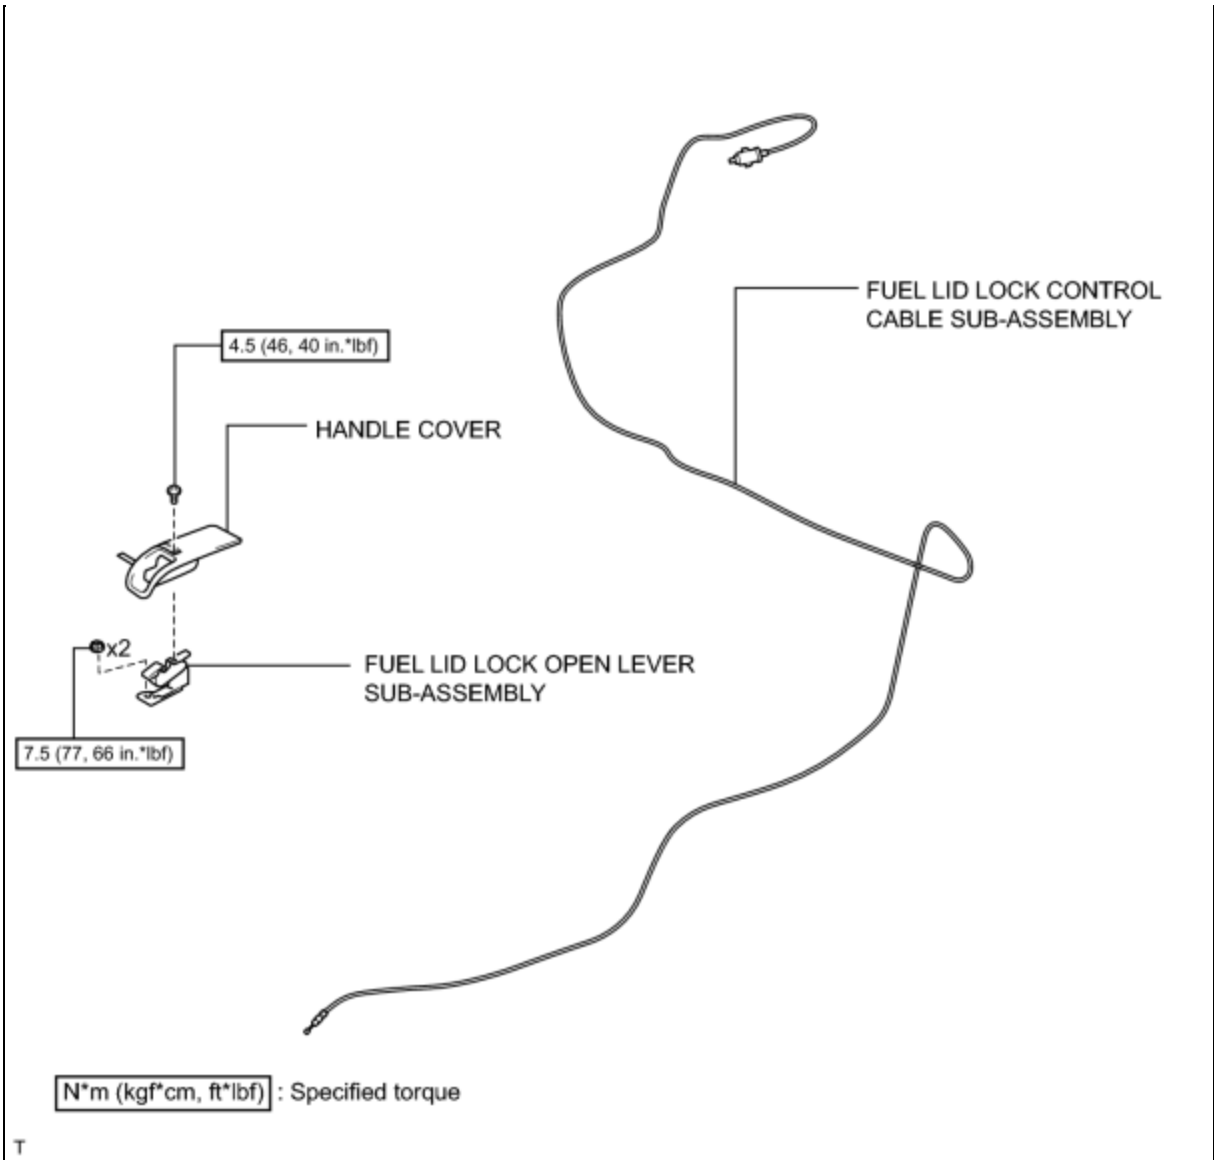 FUEL LID LOCK CONTROL
CABLE SUB-ASSEMBLY
4.5 (46, 40 in.*lbf)
HANDLE COVER
x2
FUEL LID LOCK OPEN LEVER
SUB-ASSEMBLY
7.5 (77, 66 in.*lbf)
N*m (kgf*cm, ft*lbf) : Specified torque
T